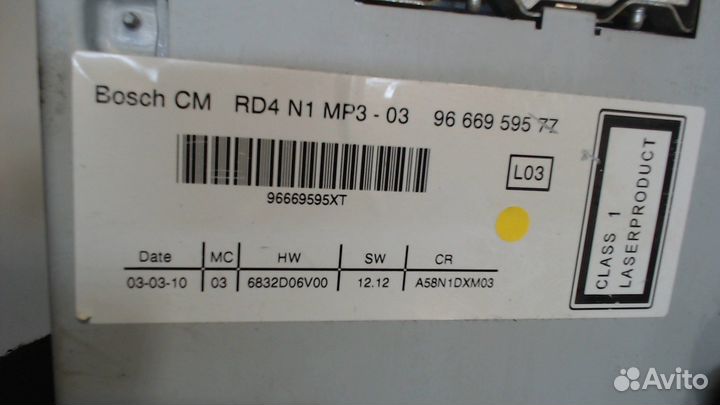 Bosch CM RD4 N1 MP3 - 03 96 669 595 7Z
96669595XT
L03
CLASS 1
LASERPRODUCT
Date MC HW SW CR
03-03-10 03 6832D06V00 12.12 A58N1DXM03
Avito